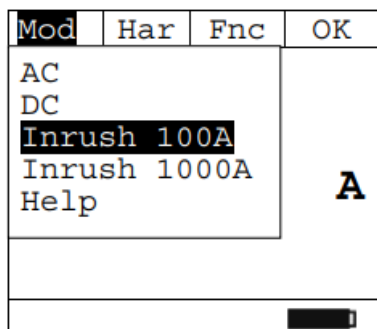 Mod Har Fnc OK
AC
DC
Inrush 100A
Inrush 1000A
Help
A